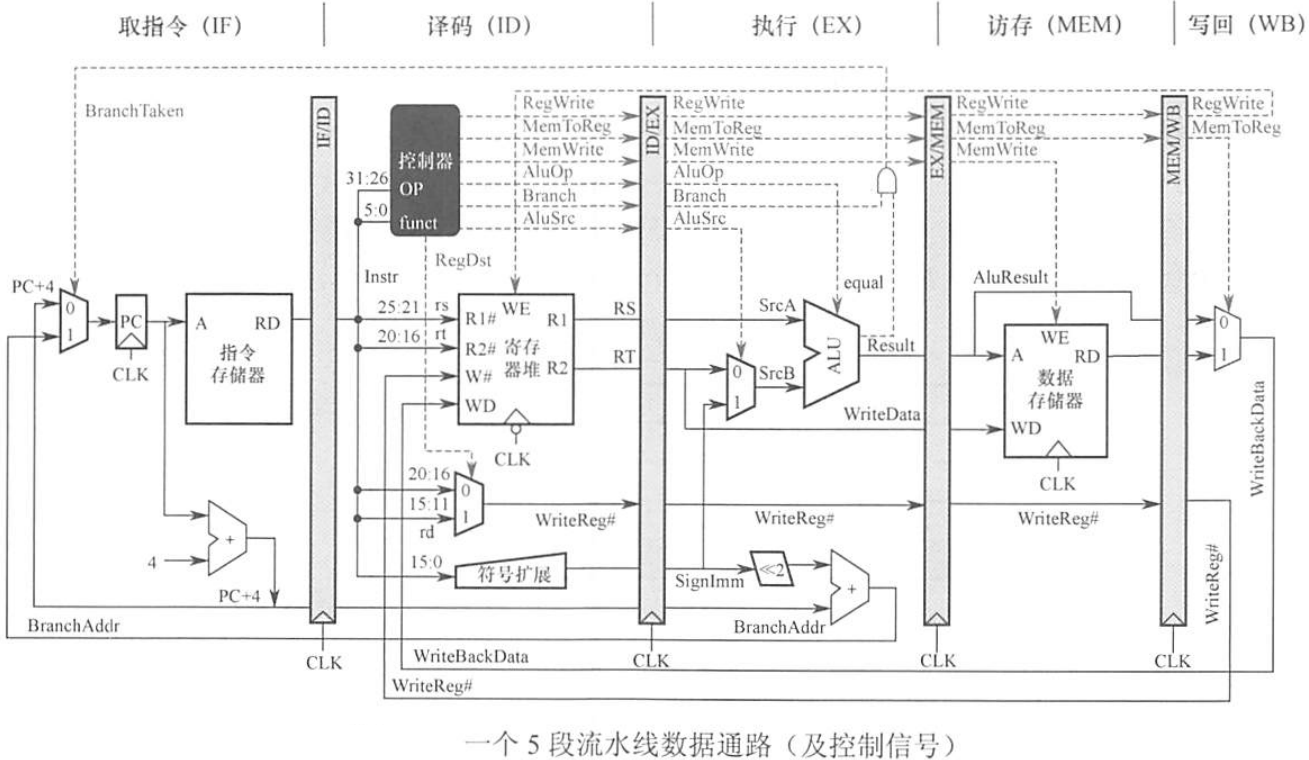 取指令（IF）
译码（ID）
执行（EX）
访存（MEM）
写回（WB）
BranchTaken
IF/ID
控制器
OP
funct
31:26
5:0
RegWrite
MemToReg
MemWrite
AluOp
Branch
AluSrc
ID/EX
RegWrite
MemToReg
MemWrite
AluOp
Branch
AluSrc
EX/MEM
RegWrite
MemToReg
MemWrite
MEM/WB
RegWrite
MemToReg
RegDst
Instr
PC+4
0
1
PC
CLK
A
RD
指令
存储器
25:21
rs
20:16
rt
R1#
WE
R1
R2#
寄存
器堆
R2
W#
WD
CLK
RS
RT
SrcA
0
1
SrcB
ALU
equal
Result
WriteData
AluResult
A
WE
RD
数据
存储器
WD
CLK
0
1
WriteBackData
20:16
0
15:11
1
rd
WriteReg#
WriteReg#
WriteReg#
WriteReg#
4
+
PC+4
15:0
符号扩展
SignImm
≪2
+
BranchAddr
BranchAddr
CLK
WriteBackData
CLK
CLK
CLK
WriteReg#
一个 5 段流水线数据通路（及控制信号）